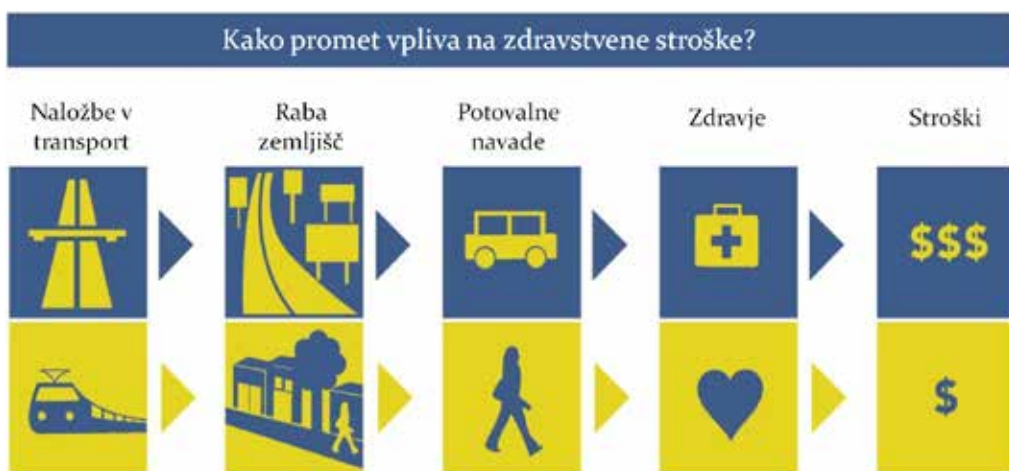 Kako promet vpliva na zdravstvene stroške?
Naložbe v
transport
Raba
zemljišč
Potovalne
navade
Zdravje
Stroški
$$$
$